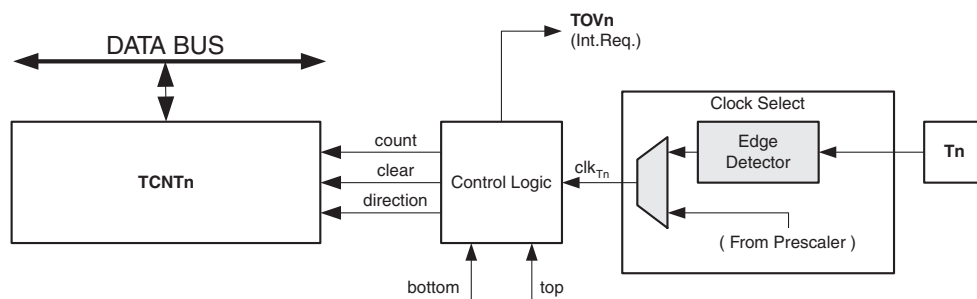 TOVn
(Int.Req.)
DATA BUS
Clock Select
count
Edge
Detector
Tn
TCNTn
clear
Control Logic
clkTn
direction
( From Prescaler )
bottom
top